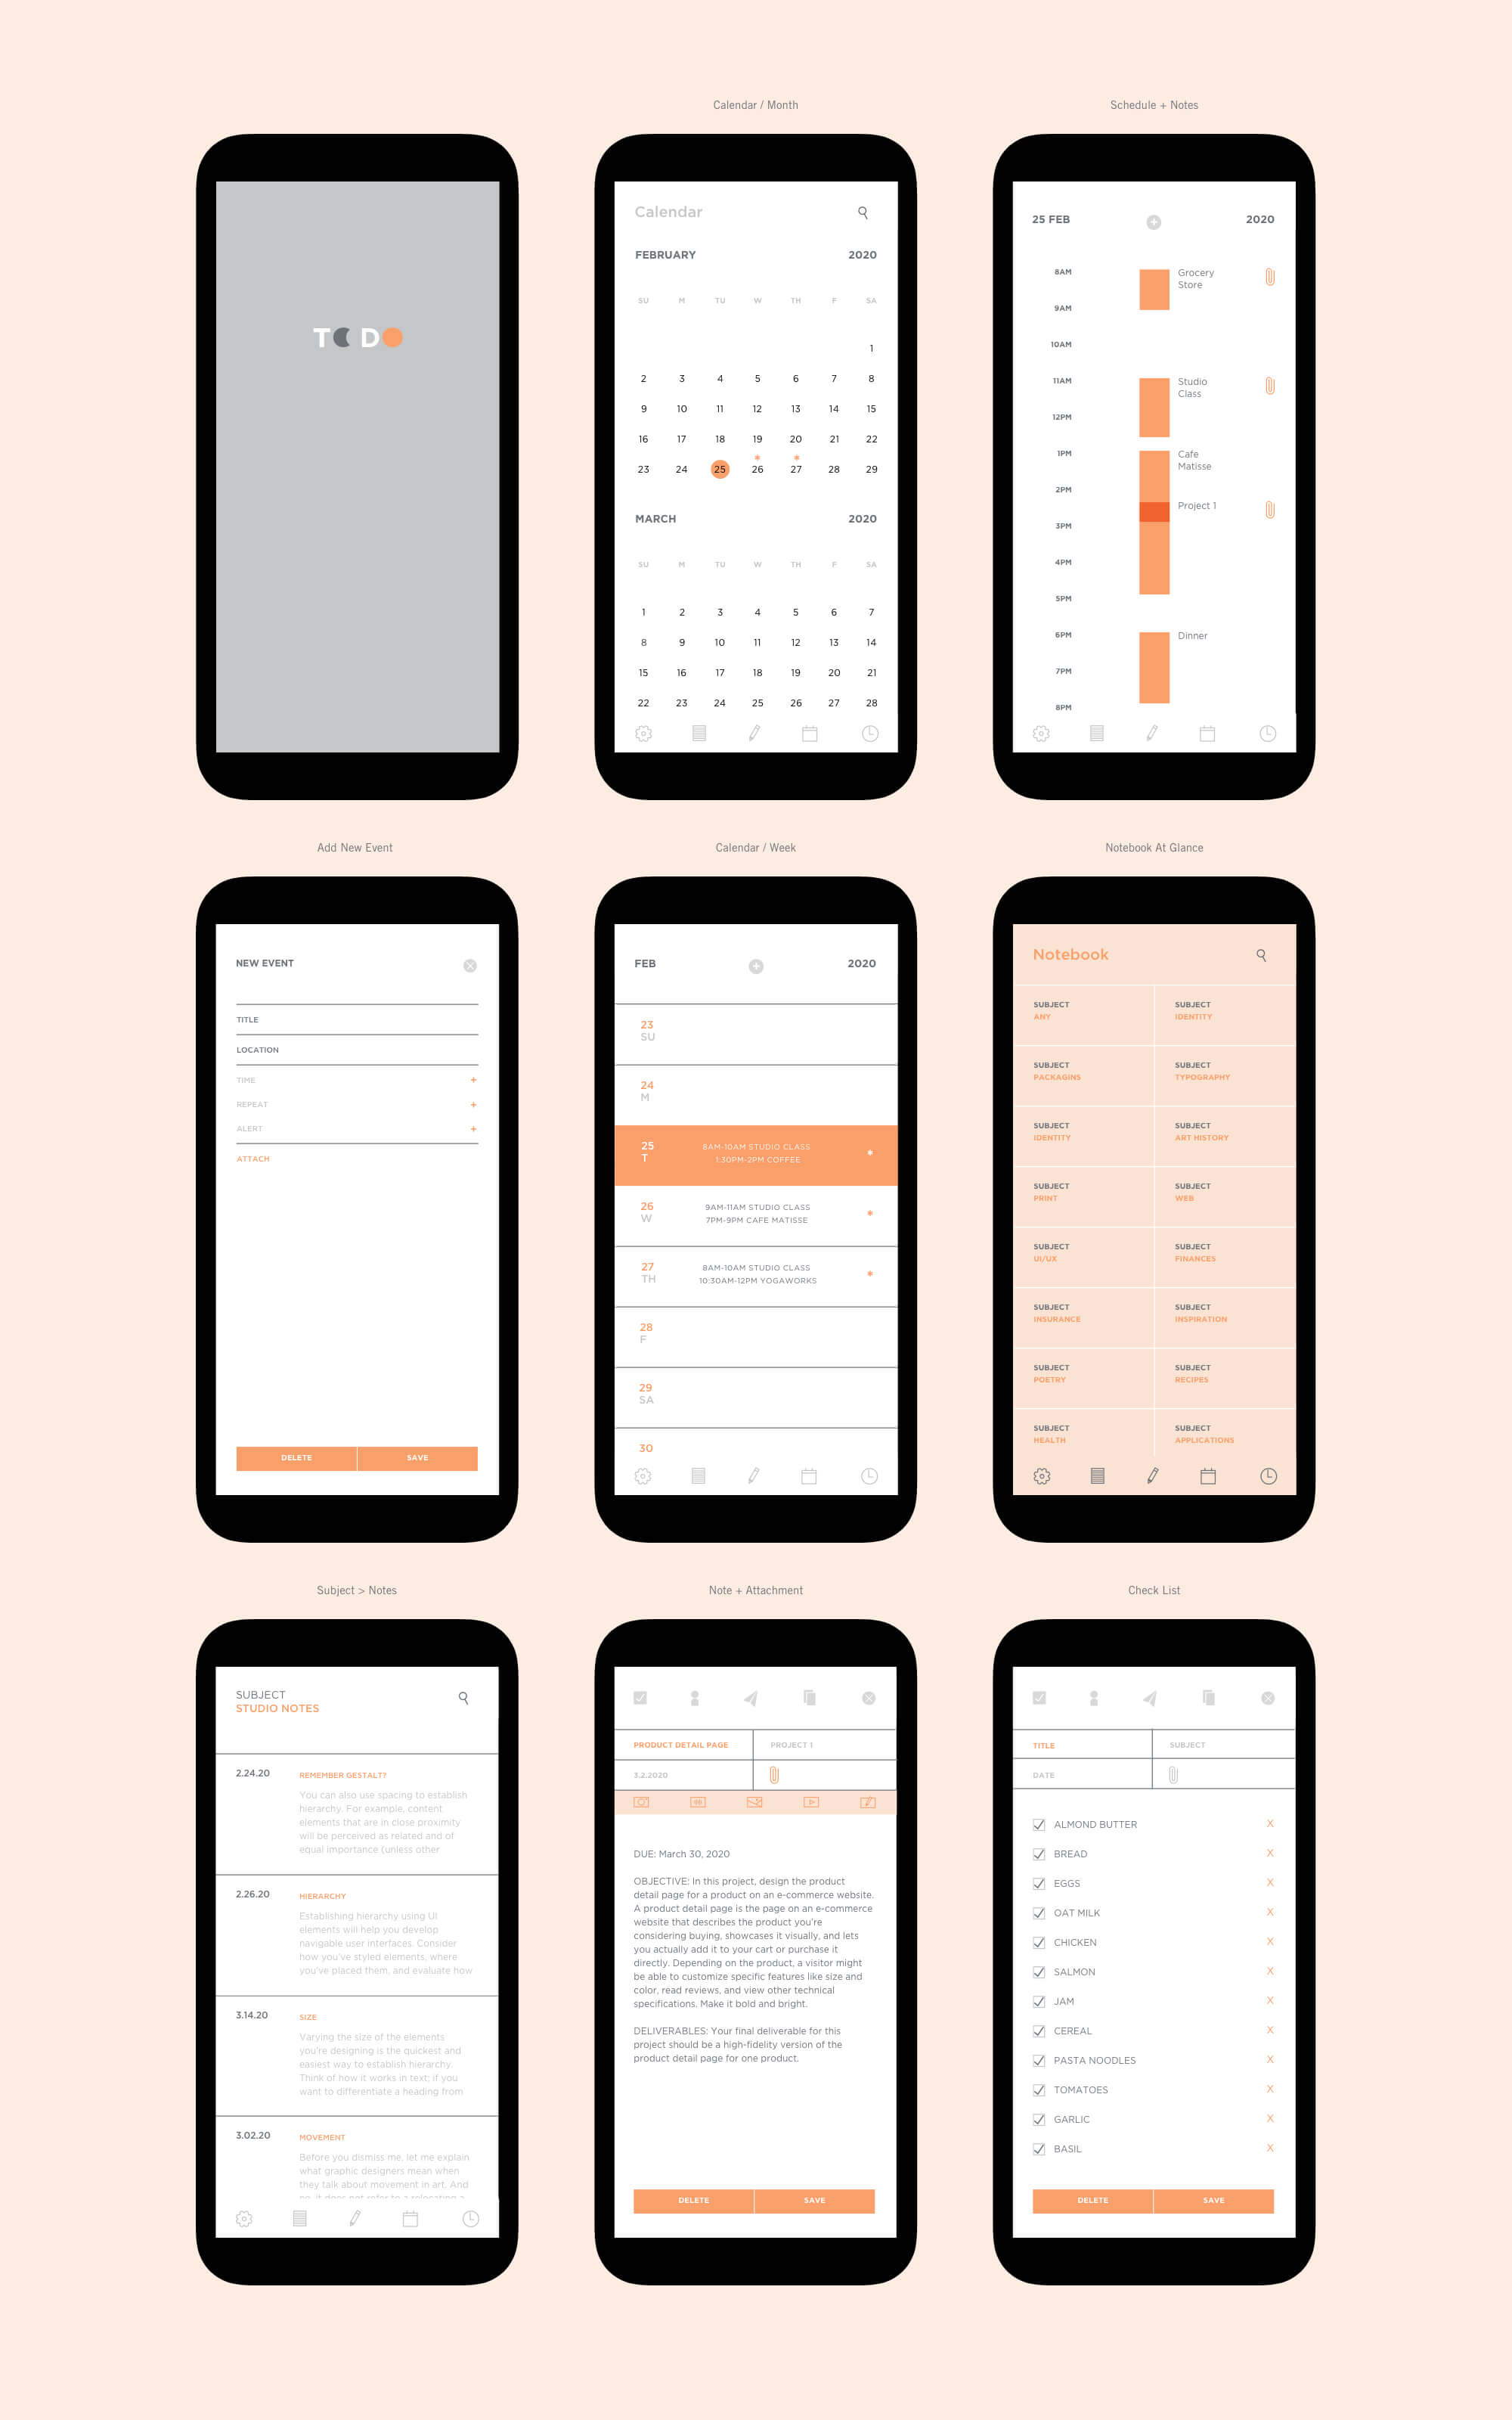 Calendar / Month
Schedule + Notes
TODO
Calendar
FEBRUARY 2020
SU M TU W TH F SA
1
2 3 4 5 6 7 8
9 10 11 12 13 14 15
16 17 18 19 20 21 22
23 24 25 26 27 28 29
MARCH 2020
SU M TU W TH F SA
1 2 3 4 5 6 7
8 9 10 11 12 13 14
15 16 17 18 19 20 21
22 23 24 25 26 27 28
25 FEB 2020
8AM Grocery
Store
9AM
10AM
11AM Studio
Class
12PM
1PM Cafe
Matisse
2PM
Project 1
3PM
4PM
5PM
6PM Dinner
7PM
8PM
Add New Event
Calendar / Week
Notebook At Glance
NEW EVENT
TITLE
LOCATION
TIME +
REPEAT +
ALERT +
ATTACH
DELETE SAVE
FEB 2020
23
SU
24
M
25 8AM-10AM STUDIO CLASS
T 1:30PM-2PM COFFEE *
26 9AM-11AM STUDIO CLASS
W 7PM-9PM CAFE MATISSE *
27 8AM-10AM STUDIO CLASS
TH 10:30AM-12PM YOGAWORKS *
28
F
29
SA
30
Notebook
SUBJECT SUBJECT
ANY IDENTITY
SUBJECT SUBJECT
PACKAGINS TYPOGRAPHY
SUBJECT SUBJECT
IDENTITY ART HISTORY
SUBJECT SUBJECT
PRINT WEB
SUBJECT SUBJECT
UI/UX FINANCES
SUBJECT SUBJECT
INSURANCE INSPIRATION
SUBJECT SUBJECT
POETRY RECIPES
SUBJECT SUBJECT
HEALTH APPLICATIONS
Subject > Notes
Note + Attachment
Check List
SUBJECT
STUDIO NOTES
2.24.20 REMEMBER GESTALT?
You can also use spacing to establish
hierarchy. For example, content
elements that are in close proximity
will be perceived as related and of
equal importance (unless other
2.26.20 HIERARCHY
Establishing hierarchy using UI
elements will help you develop
navigable user interfaces. Consider
how you've styled elements, where
you've placed them, and evaluate how
3.14.20 SIZE
Varying the size of the elements
you're designing is the quickest and
easiest way to establish hierarchy.
Think of how it works in text; if you
want to differentiate a heading from
3.02.20 MOVEMENT
Before you dismiss me, let me explain
what graphic designers mean when
they talk about movement in art. And
no, it does not refer to a relocating a
PRODUCT DETAIL PAGE PROJECT 1
3.2.2020
DUE: March 30, 2020
OBJECTIVE: In this project, design the product
detail page for a product on an e-commerce website.
A product detail page is the page on an e-commerce
website that describes the product you're
considering buying, showcases it visually, and lets
you actually add it to your cart or purchase it
directly. Depending on the product, a visitor might
be able to customize specific features like size and
color, read reviews, and view other technical
specifications. Make it bold and bright.
DELIVERABLES: Your final deliverable for this
project should be a high-fidelity version of the
product detail page for one product.
DELETE SAVE
TITLE SUBJECT
DATE
ALMOND BUTTER X
BREAD X
EGGS X
OAT MILK X
CHICKEN X
SALMON X
JAM X
CEREAL X
PASTA NOODLES X
TOMATOES X
GARLIC X
BASIL X
DELETE SAVE